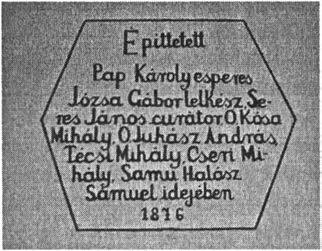 Épittetett
Pap Károly esperes
Józsa Gábor lelkész, Se-
res János curátor O Kósa
Mihály, O Juhász András,
Técsi Mihály, Cseri Mi-
hály, Samu Halász
Sámuel idejében
1876